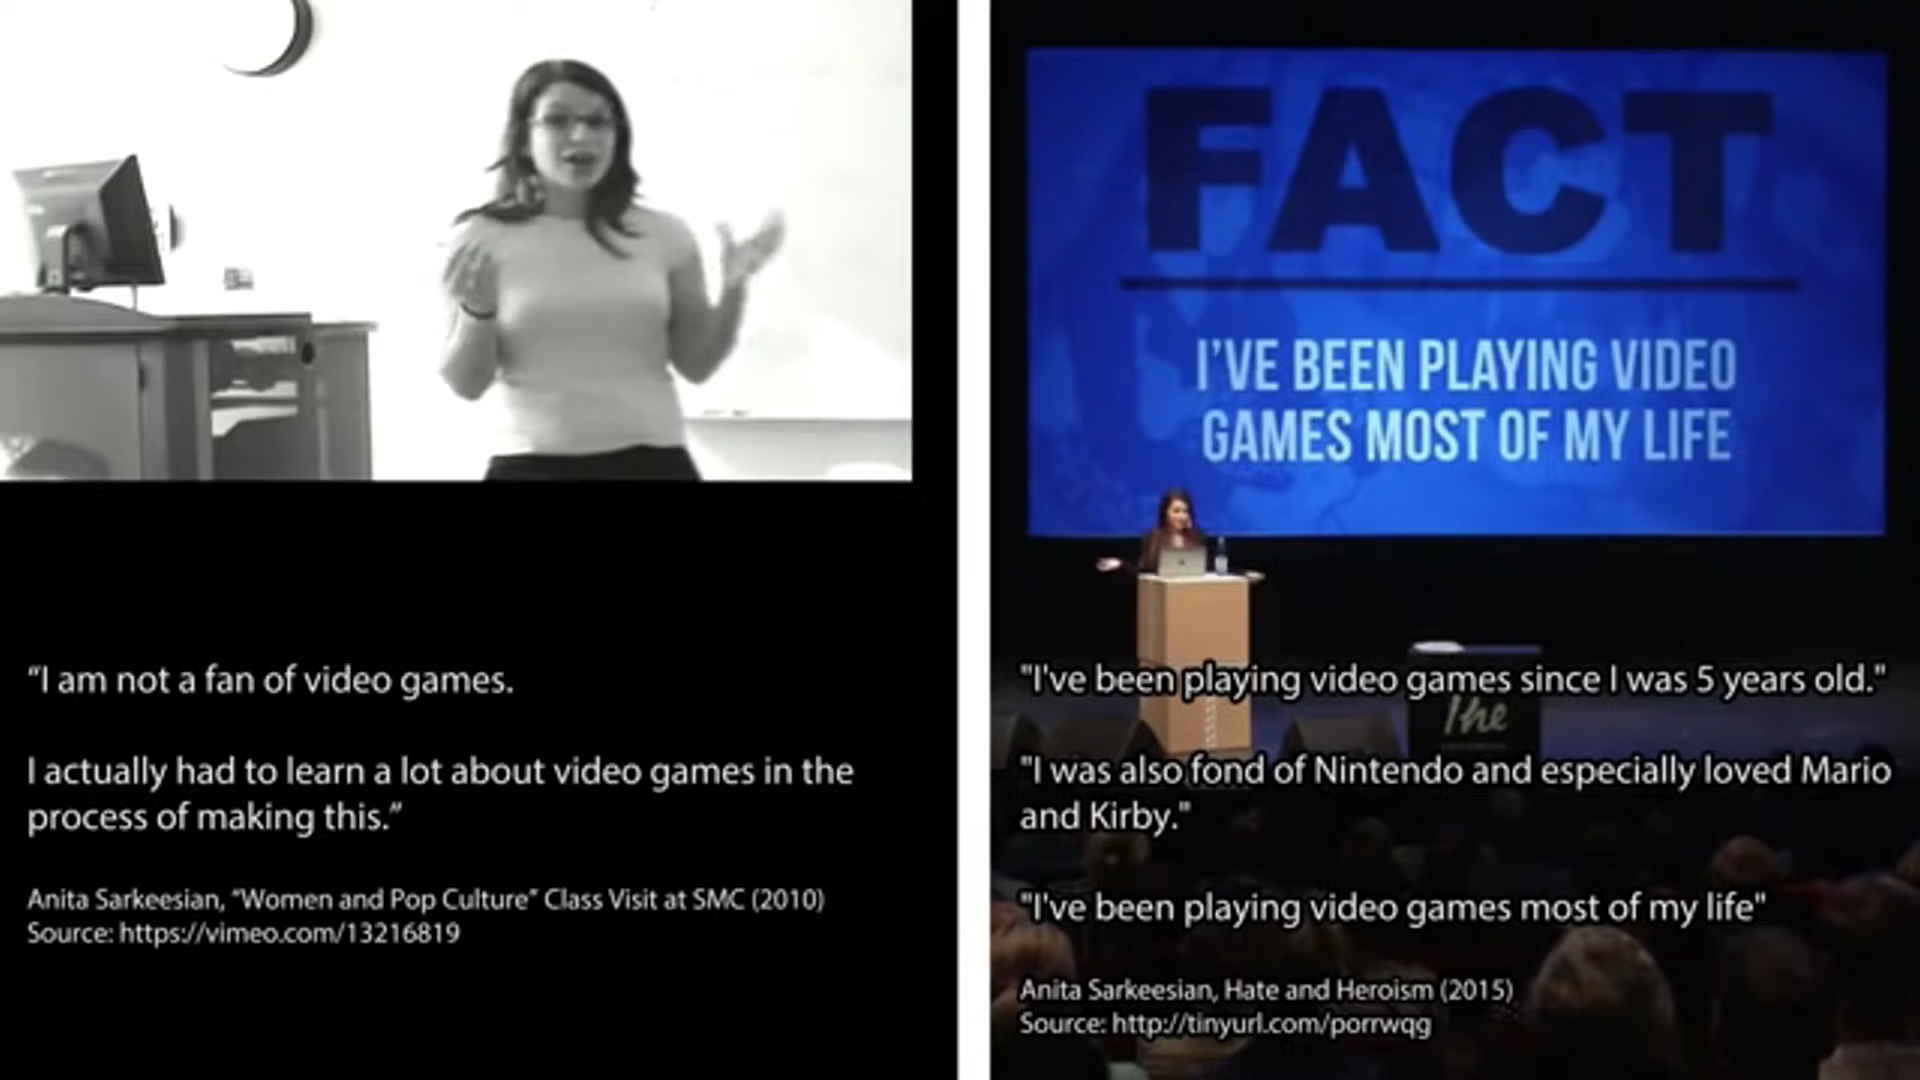 “I am not a fan of video games.
I actually had to learn a lot about video games in the
process of making this.”
Anita Sarkeesian, “Women and Pop Culture” Class Visit at SMC (2010)
Source: https://vimeo.com/13216819
FACT
I'VE BEEN PLAYING VIDEO
GAMES MOST OF MY LIFE
"I've been playing video games since I was 5 years old."
The
"I was also fond of Nintendo and especially loved Mario
and Kirby."
"I've been playing video games most of my life"
Anita Sarkeesian, Hate and Heroism (2015)
Source: http://tinyurl.com/porrwqg